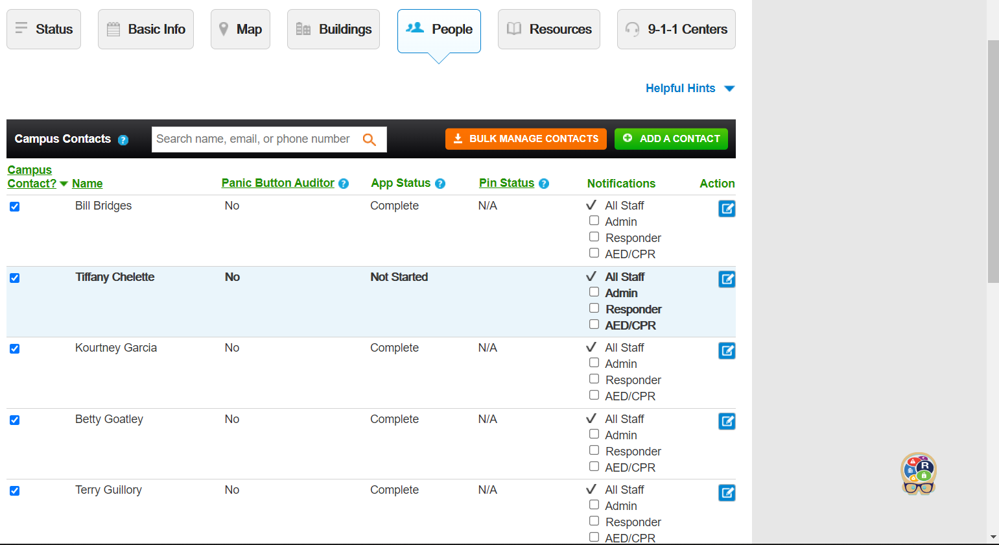 Status Basic Info Map Buildings People Resources 9-1-1 Centers
Helpful Hints
Campus Contacts ? Search name, email, or phone number BULK MANAGE CONTACTS ADD A CONTACT
Campus
Contact? Name Panic Button Auditor ? App Status ? Pin Status ? Notifications Action
Bill Bridges No Complete N/A All Staff
Admin
Responder
AED/CPR
Tiffany Chelette No Not Started All Staff
Admin
Responder
AED/CPR
Kourtney Garcia No Complete N/A All Staff
Admin
Responder
AED/CPR
Betty Goatley No Complete N/A All Staff
Admin
Responder
AED/CPR
R
Terry Guillory No Complete N/A All Staff
Admin
Responder
AED/CPR